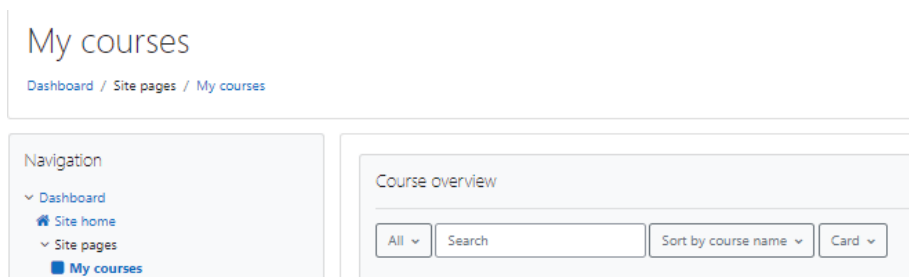 My courses
Dashboard / Site pages / My courses
Navigation
Dashboard
Site home
Site pages
My courses
Course overview
All Search Sort by course name Card